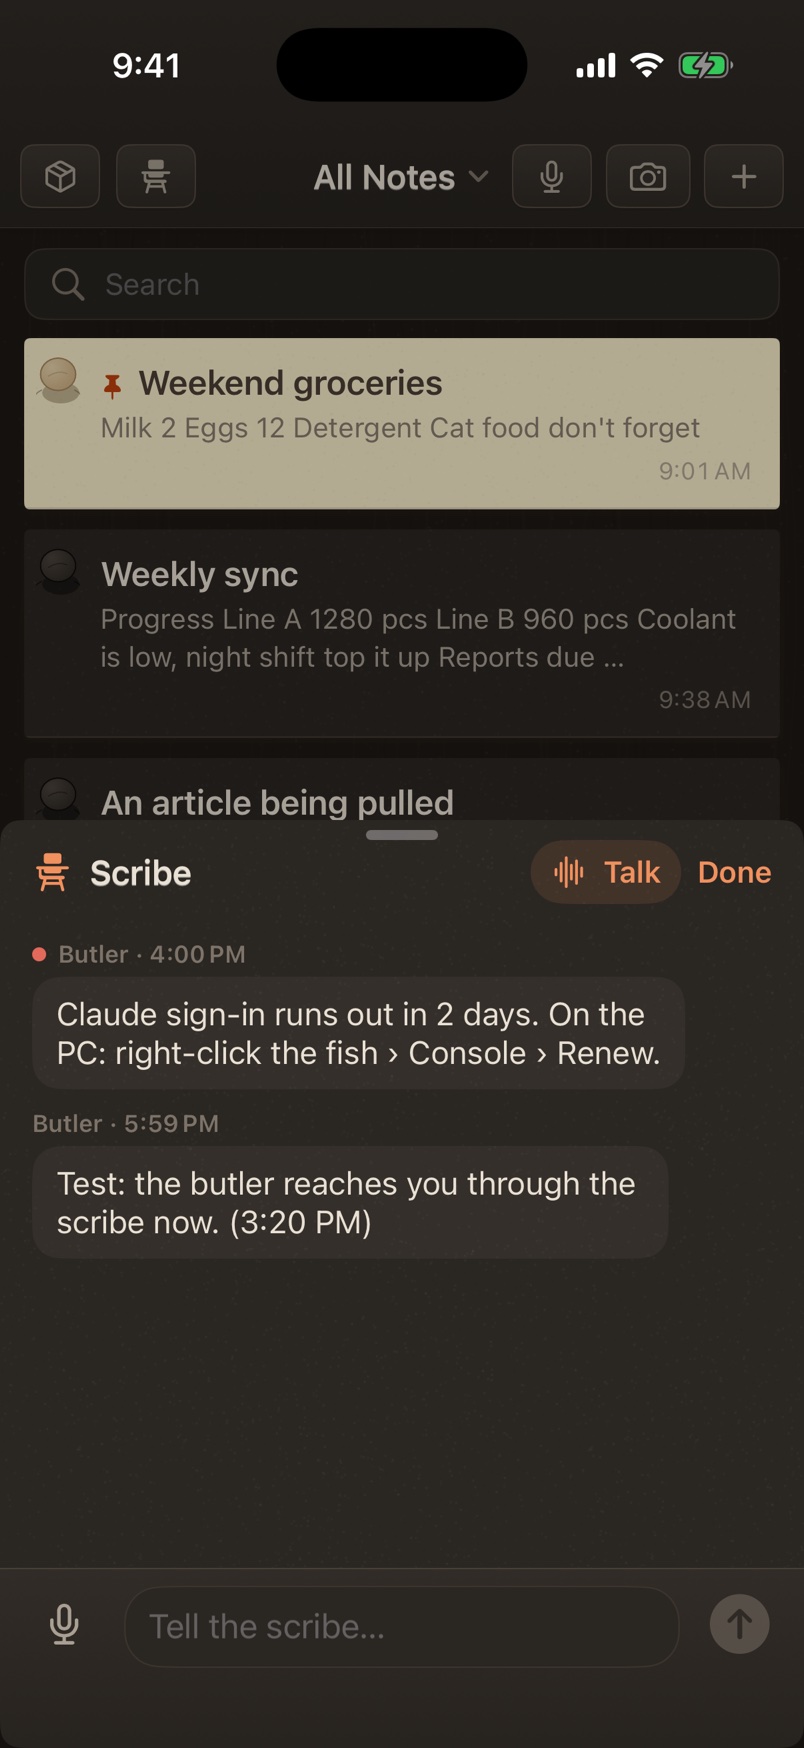 9:41
All Notes
Search
Weekend groceries
Milk 2 Eggs 12 Detergent Cat food don't forget
9:01 AM
Weekly sync
Progress Line A 1280 pcs Line B 960 pcs Coolant
is low, night shift top it up Reports due ...
9:38 AM
An article being pulled
Scribe
Talk
Done
Butler · 4:00 PM
Claude sign-in runs out in 2 days. On the
PC: right-click the fish › Console › Renew.
Butler · 5:59 PM
Test: the butler reaches you through the
scribe now. (3:20 PM)
Tell the scribe...